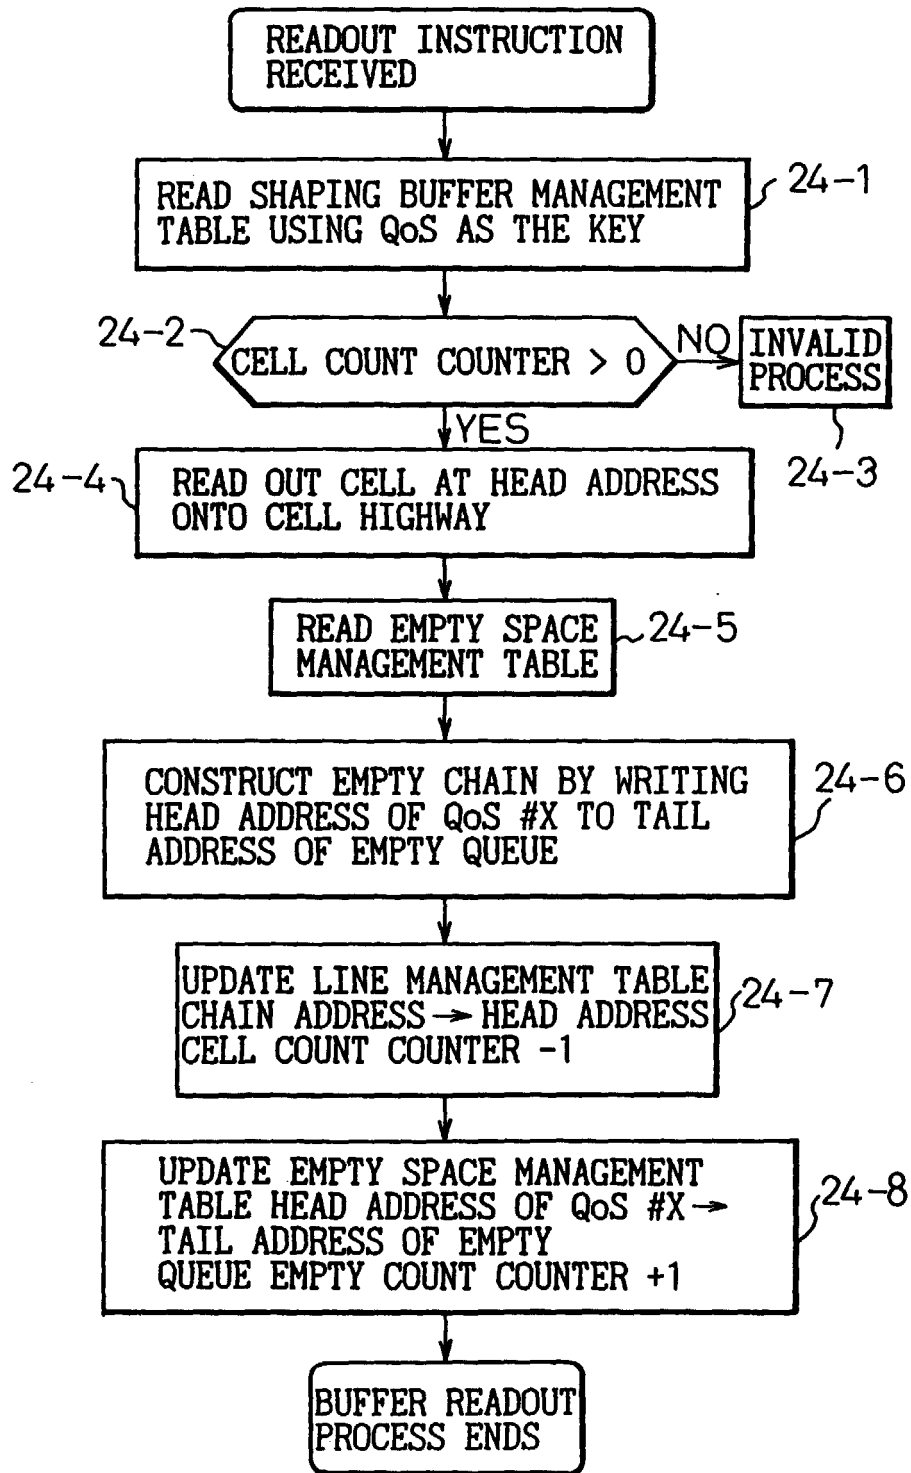 READOUT INSTRUCTION
RECEIVED
READ SHAPING BUFFER MANAGEMENT
TABLE USING QoS AS THE KEY
24-1
24-2
CELL COUNT COUNTER > 0
NO
INVALID
PROCESS
24-3
YES
24-4
READ OUT CELL AT HEAD ADDRESS
ONTO CELL HIGHWAY
READ EMPTY SPACE
MANAGEMENT TABLE
24-5
CONSTRUCT EMPTY CHAIN BY WRITING
HEAD ADDRESS OF QoS #X TO TAIL
ADDRESS OF EMPTY QUEUE
24-6
UPDATE LINE MANAGEMENT TABLE
CHAIN ADDRESS → HEAD ADDRESS
CELL COUNT COUNTER -1
24-7
UPDATE EMPTY SPACE MANAGEMENT
TABLE HEAD ADDRESS OF QoS #X →
TAIL ADDRESS OF EMPTY
QUEUE EMPTY COUNT COUNTER +1
24-8
BUFFER READOUT
PROCESS ENDS